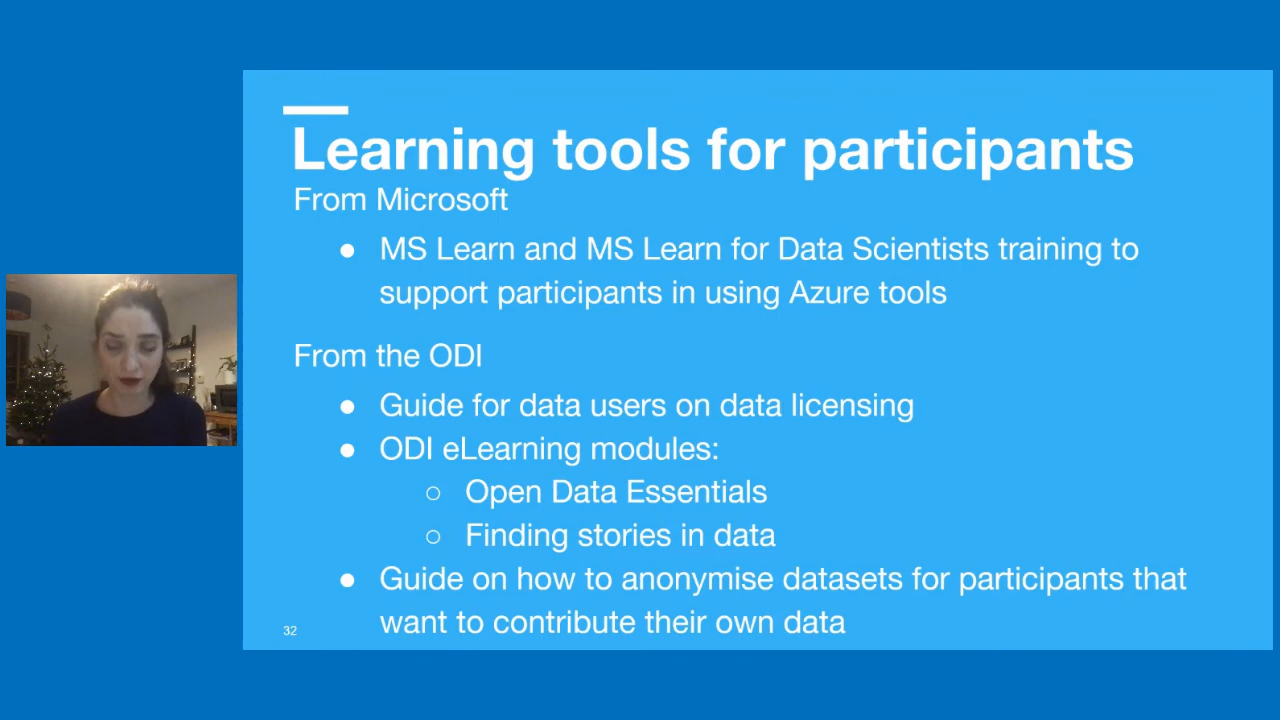 Learning tools for participants
From Microsoft
● MS Learn and MS Learn for Data Scientists training to
support participants in using Azure tools
From the ODI
● Guide for data users on data licensing
● ODI eLearning modules:
○ Open Data Essentials
○ Finding stories in data
● Guide on how to anonymise datasets for participants that
want to contribute their own data
32